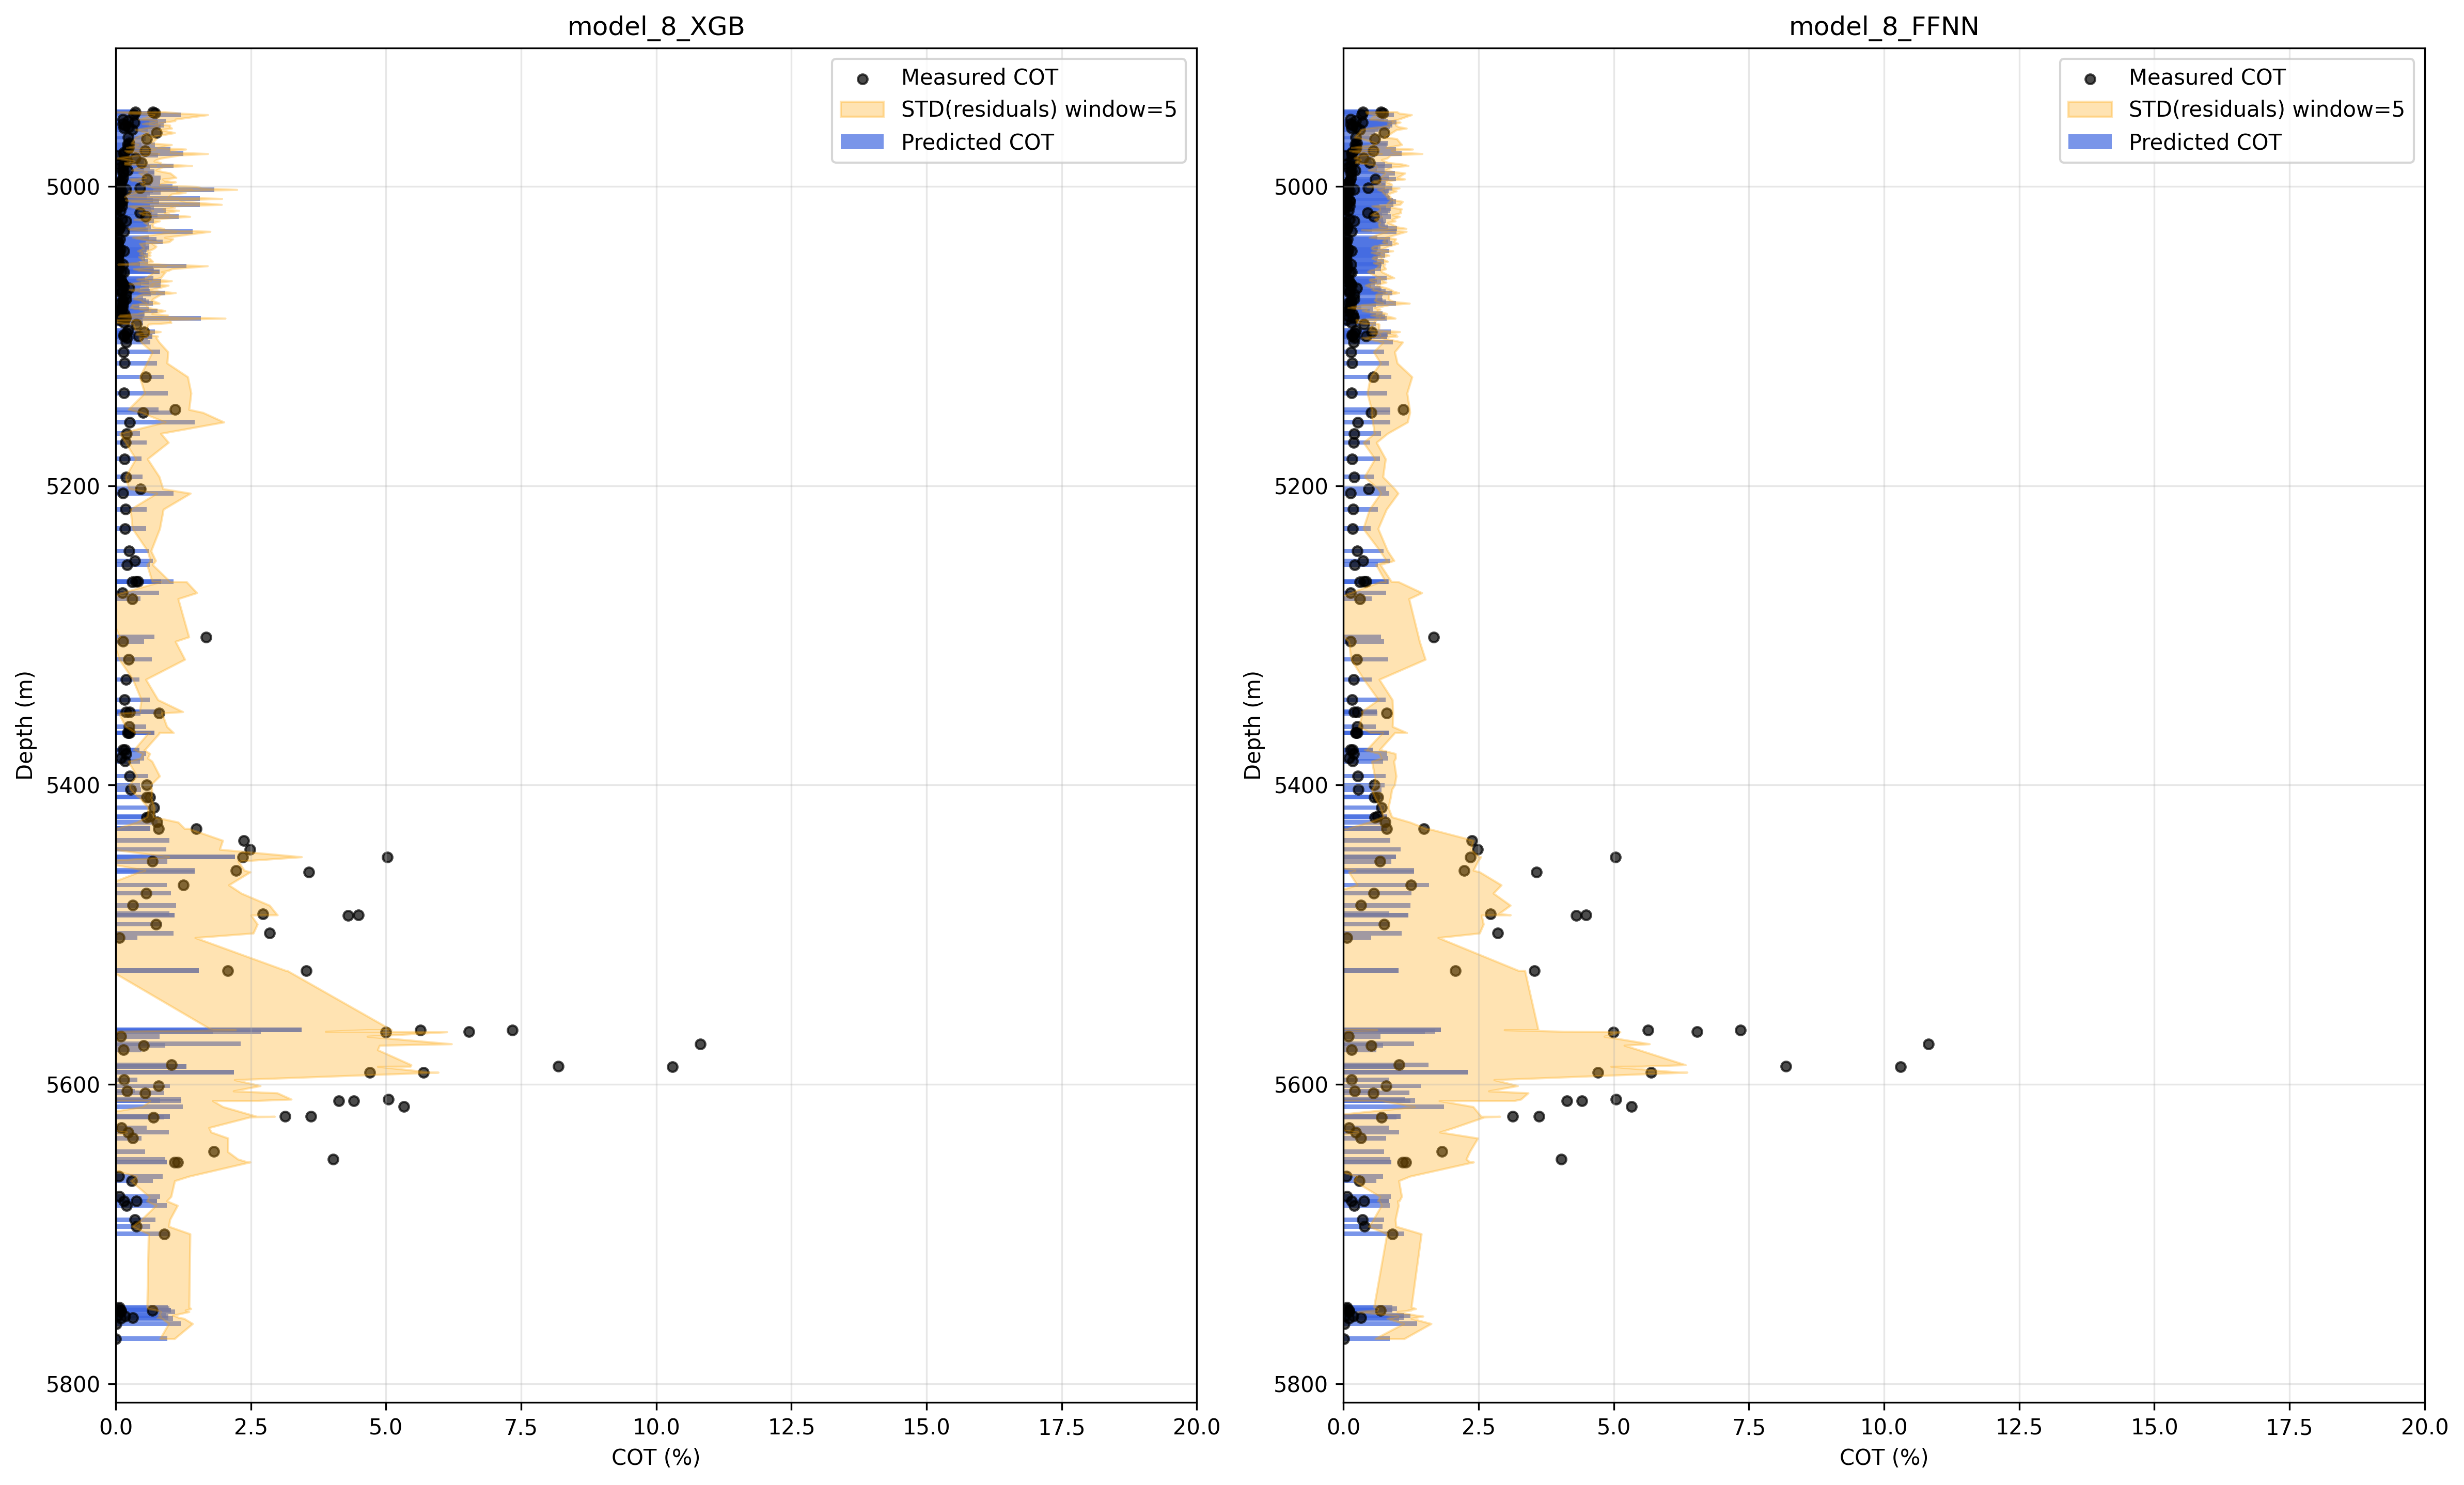 model_8_XGB
Measured COT
STD(residuals) window=5
Predicted COT
Depth (m)
5000
5200
5400
5600
5800
0.0 2.5 5.0 7.5 10.0 12.5 15.0 17.5 20.0
COT (%)
model_8_FFNN
Measured COT
STD(residuals) window=5
Predicted COT
Depth (m)
5000
5200
5400
5600
5800
0.0 2.5 5.0 7.5 10.0 12.5 15.0 17.5 20.0
COT (%)